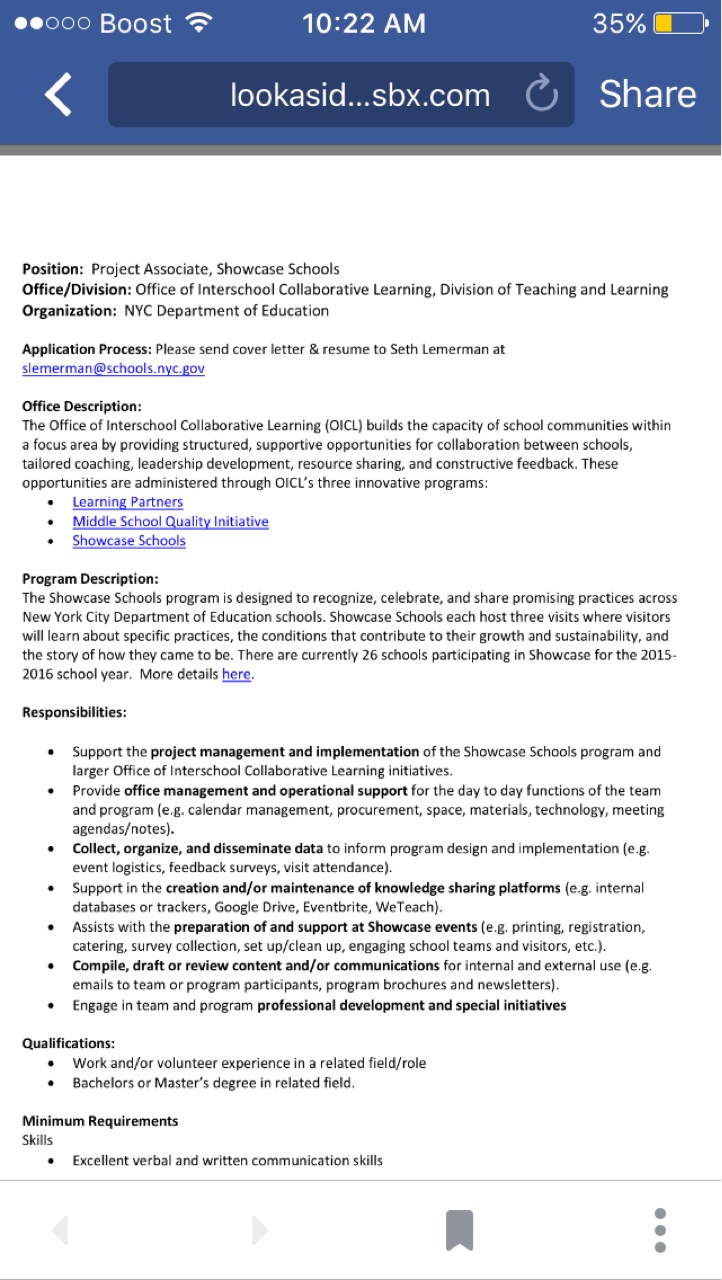 Boost 10:22 AM 35%
lookasid...sbx.com Share
Position: Project Associate, Showcase Schools
Office/Division: Office of Interschool Collaborative Learning, Division of Teaching and Learning
Organization: NYC Department of Education
Application Process: Please send cover letter & resume to Seth Lemerman at
slemerman@schools.nyc.gov
Office Description:
The Office of Interschool Collaborative Learning (OICL) builds the capacity of school communities within
a focus area by providing structured, supportive opportunities for collaboration between schools,
tailored coaching, leadership development, resource sharing, and constructive feedback. These
opportunities are administered through OICL's three innovative programs:
• Learning Partners
• Middle School Quality Initiative
• Showcase Schools
Program Description:
The Showcase Schools program is designed to recognize, celebrate, and share promising practices across
New York City Department of Education schools. Showcase Schools each host three visits where visitors
will learn about specific practices, the conditions that contribute to their growth and sustainability, and
the story of how they came to be. There are currently 26 schools participating in Showcase for the 2015-
2016 school year. More details here.
Responsibilities:
• Support the project management and implementation of the Showcase Schools program and
larger Office of Interschool Collaborative Learning initiatives.
• Provide office management and operational support for the day to day functions of the team
and program (e.g. calendar management, procurement, space, materials, technology, meeting
agendas/notes).
• Collect, organize, and disseminate data to inform program design and implementation (e.g.
event logistics, feedback surveys, visit attendance).
• Support in the creation and/or maintenance of knowledge sharing platforms (e.g. internal
databases or trackers, Google Drive, Eventbrite, WeTeach).
• Assists with the preparation of and support at Showcase events (e.g. printing, registration,
catering, survey collection, set up/clean up, engaging school teams and visitors, etc.).
• Compile, draft or review content and/or communications for internal and external use (e.g.
emails to team or program participants, program brochures and newsletters).
• Engage in team and program professional development and special initiatives
Qualifications:
• Work and/or volunteer experience in a related field/role
• Bachelors or Master's degree in related field.
Minimum Requirements
Skills
• Excellent verbal and written communication skills